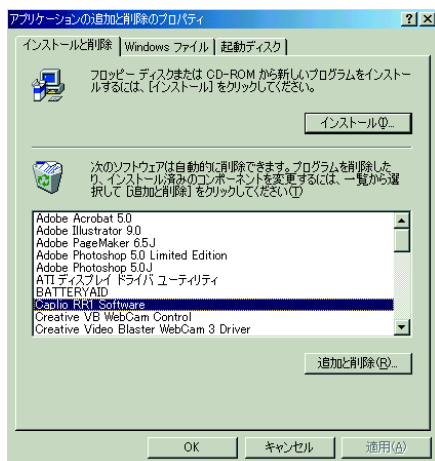 アプリケーションの追加と削除のプロパティ
インストールと削除
Windows ファイル
起動ディスク
フロッピー ディスクまたは CD-ROM から新しいプログラムをインストー
ルするには、[インストール] をクリックしてください。
インストール(I)...
次のソフトウェアは自動的に削除できます。プログラムを削除した
り、インストール済みのコンポーネントを変更するには、一覧から選
択して [追加と削除] をクリックしてください(T)
Adobe Acrobat 5.0
Adobe Illustrator 9.0
Adobe PageMaker 6.5J
Adobe Photoshop 5.0 Limited Edition
Adobe Photoshop 5.0J
ATI ディスプレイ ドライバ ユーティリティ
BATTERYAID
Caplio RR1 Software
Creative VB WebCam Control
Creative Video Blaster WebCam 3 Driver
追加と削除(R)...
OK
キャンセル
適用(A)